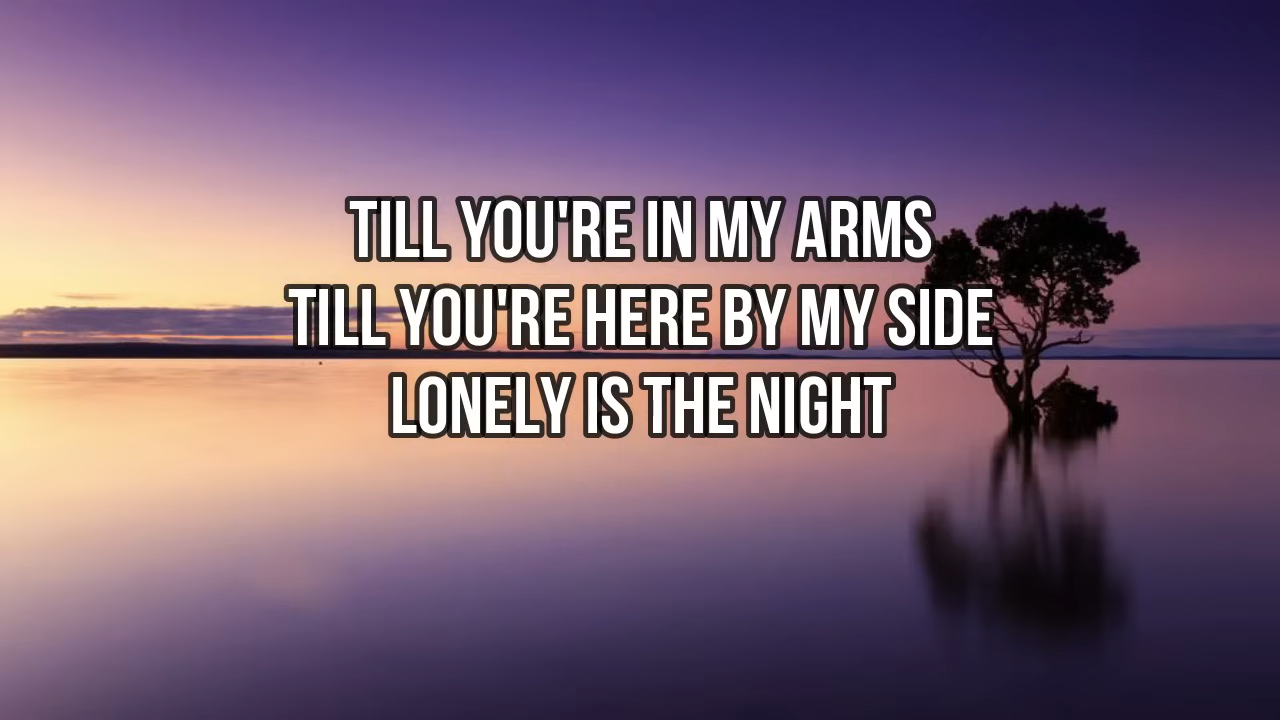 TILL YOU'RE IN MY ARMS
TILL YOU'RE HERE BY MY SIDE
LONELY IS THE NIGHT